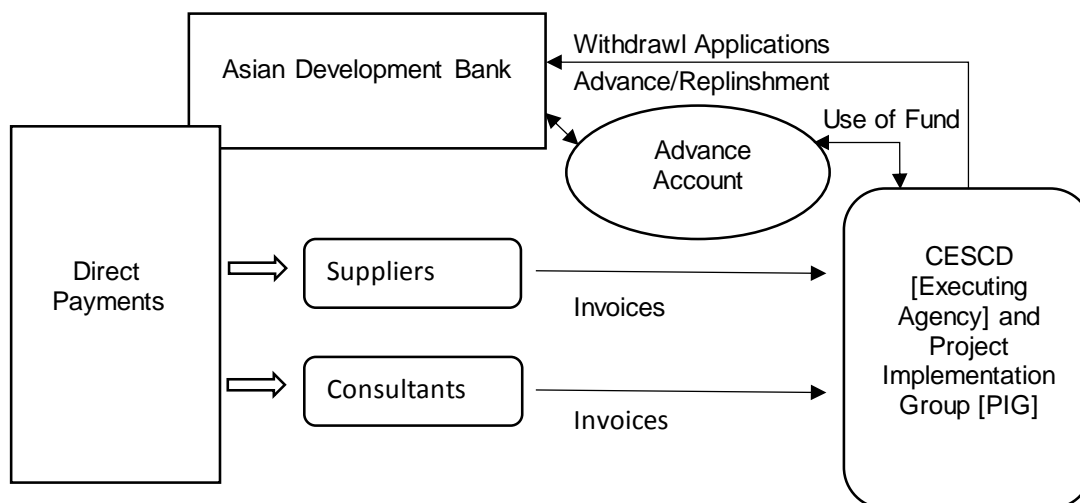 Asian Development Bank
Withdrawl Applications
Advance/Replinshment
Use of Fund
Advance
Account
Direct
Payments
Suppliers
Invoices
Consultants
Invoices
CESCD
[Executing
Agency] and
Project
Implementation
Group [PIG]